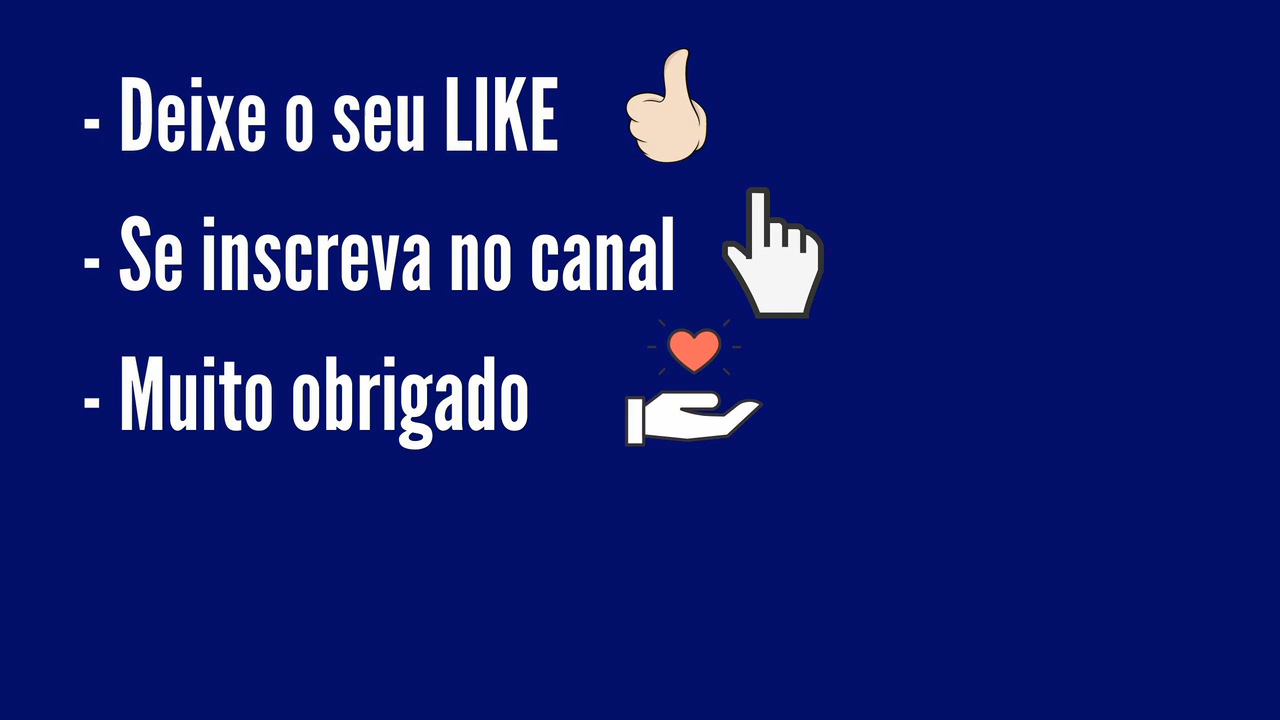 - Deixe o seu LIKE
- Se inscreva no canal
- Muito obrigado